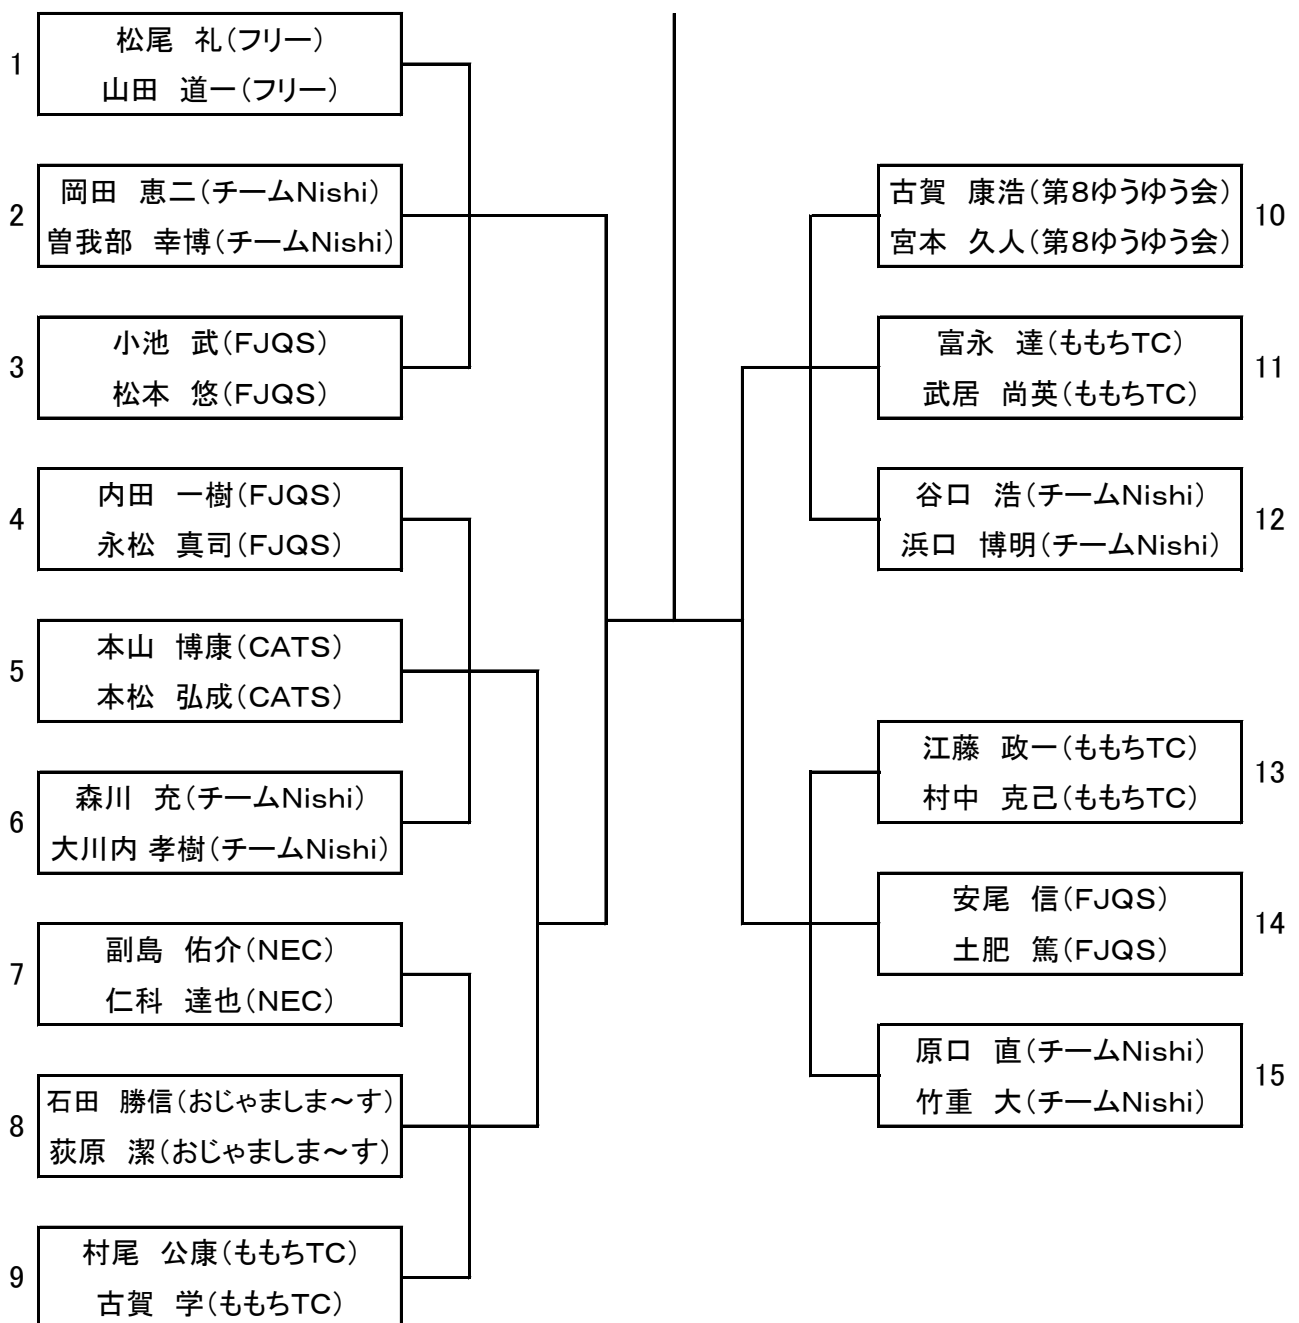 1
松尾　礼(フリー)
山田　道一(フリー)
2
岡田　恵二(チームNishi)
曽我部　幸博(チームNishi)
3
小池　武(FJQS)
松本　悠(FJQS)
4
内田　一樹(FJQS)
永松　真司(FJQS)
5
本山　博康(CATS)
本松　弘成(CATS)
6
森川　充(チームNishi)
大川内 孝樹(チームNishi)
7
副島　佑介(NEC)
仁科　達也(NEC)
8
石田　勝信(おじゃましま～す)
荻原　潔(おじゃましま～す)
9
村尾　公康(ももちTC)
古賀　学(ももちTC)
古賀　康浩(第8ゆうゆう会)
宮本　久人(第8ゆうゆう会)
10
富永　達(ももちTC)
武居　尚英(ももちTC)
11
谷口　浩(チームNishi)
浜口　博明(チームNishi)
12
江藤　政一(ももちTC)
村中　克己(ももちTC)
13
安尾　信(FJQS)
土肥　篤(FJQS)
14
原口　直(チームNishi)
竹重　大(チームNishi)
15